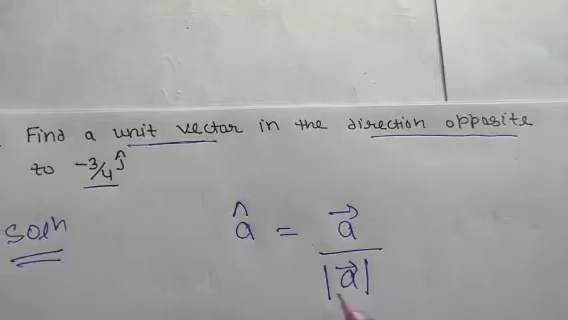 Find a unit vector in the direction opposite
to -3/4 ĵ
Soln
â = a⃗ / |a⃗|